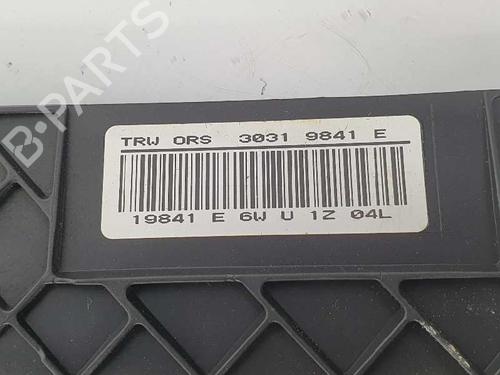 B-PARTS
TRW ORS 3031 9841 E
19841 E 6W U 1Z 04L